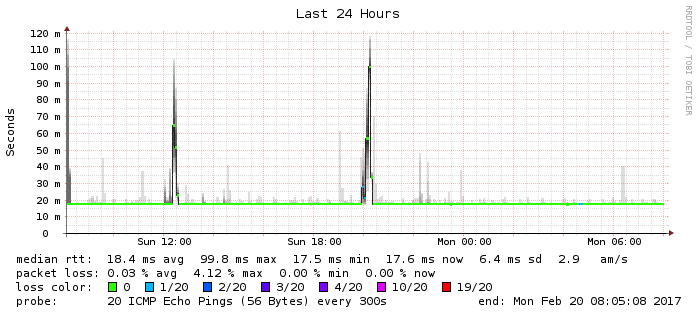 Last 24 Hours
RRDTOOL / TOBI OETIKER
Seconds
120 m
110 m
100 m
90 m
80 m
70 m
60 m
50 m
40 m
30 m
20 m
10 m
0
Sun 12:00 Sun 18:00 Mon 00:00 Mon 06:00
median rtt: 18.4 ms avg 99.8 ms max 17.5 ms min 17.6 ms now 6.4 ms sd 2.9 am/s
packet loss: 0.03 % avg 4.12 % max 0.00 % min 0.00 % now
loss color: 0 1/20 2/20 3/20 4/20 10/20 19/20
probe: 20 ICMP Echo Pings (56 Bytes) every 300s end: Mon Feb 20 08:05:08 2017